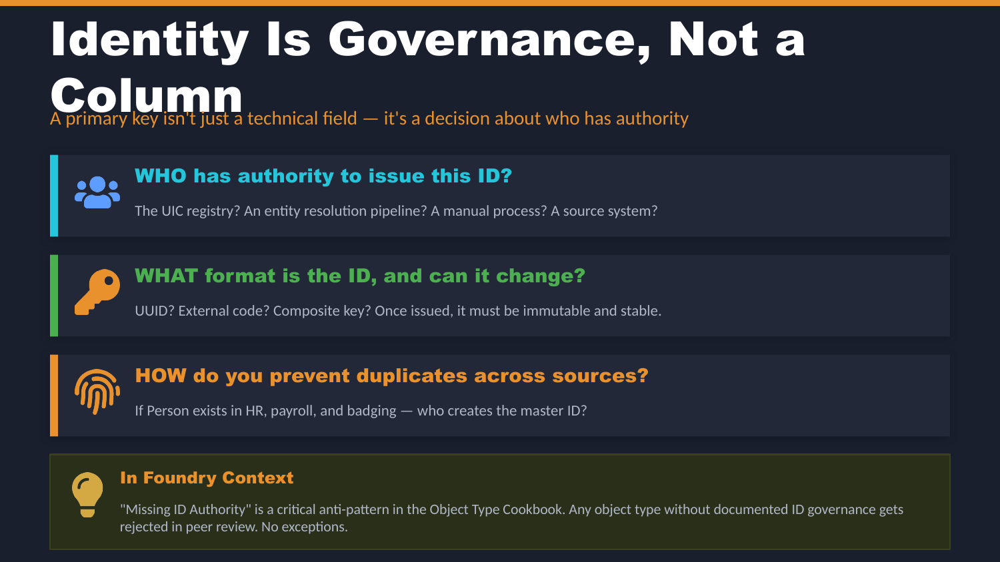 Identity Is Governance, Not a
Column
A primary key isn't just a technical field — it's a decision about who has authority
WHO has authority to issue this ID?
The UIC registry? An entity resolution pipeline? A manual process? A source system?
WHAT format is the ID, and can it change?
UUID? External code? Composite key? Once issued, it must be immutable and stable.
HOW do you prevent duplicates across sources?
If Person exists in HR, payroll, and badging — who creates the master ID?
In Foundry Context
"Missing ID Authority" is a critical anti-pattern in the Object Type Cookbook. Any object type without documented ID governance gets
rejected in peer review. No exceptions.